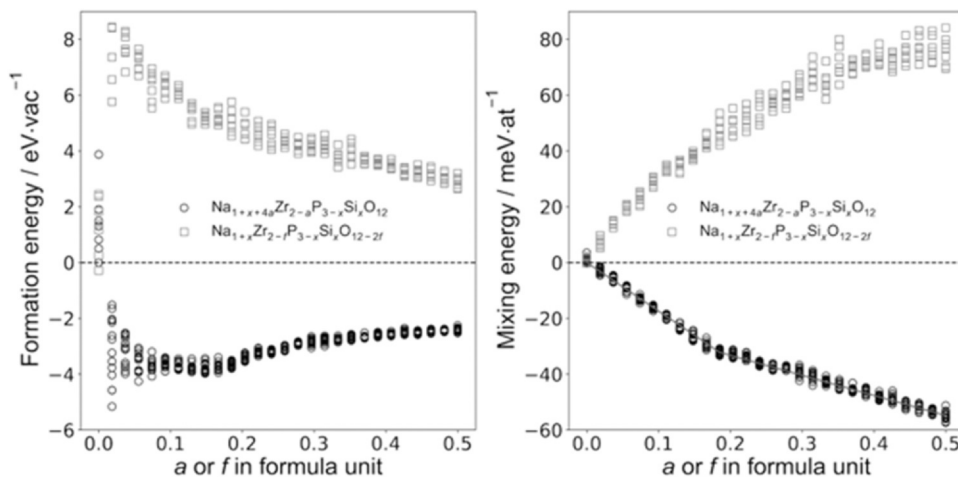 Formation energy / eV·vac⁻¹
8
6
4
2
0
−2
−4
−6
○ Na₁₊ₓ₊₄ₐZr₂₋ₐP₃₋ₓSiₓO₁₂
□ Na₁₊ₓZr₂₋fP₃₋ₓSiₓO₁₂₋₂f
0.0 0.1 0.2 0.3 0.4 0.5
a or f in formula unit
Mixing energy / meV·at⁻¹
80
60
40
20
0
−20
−40
−60
○ Na₁₊ₓ₊₄ₐZr₂₋ₐP₃₋ₓSiₓO₁₂
□ Na₁₊ₓZr₂₋fP₃₋ₓSiₓO₁₂₋₂f
0.0 0.1 0.2 0.3 0.4 0.5
a or f in formula unit